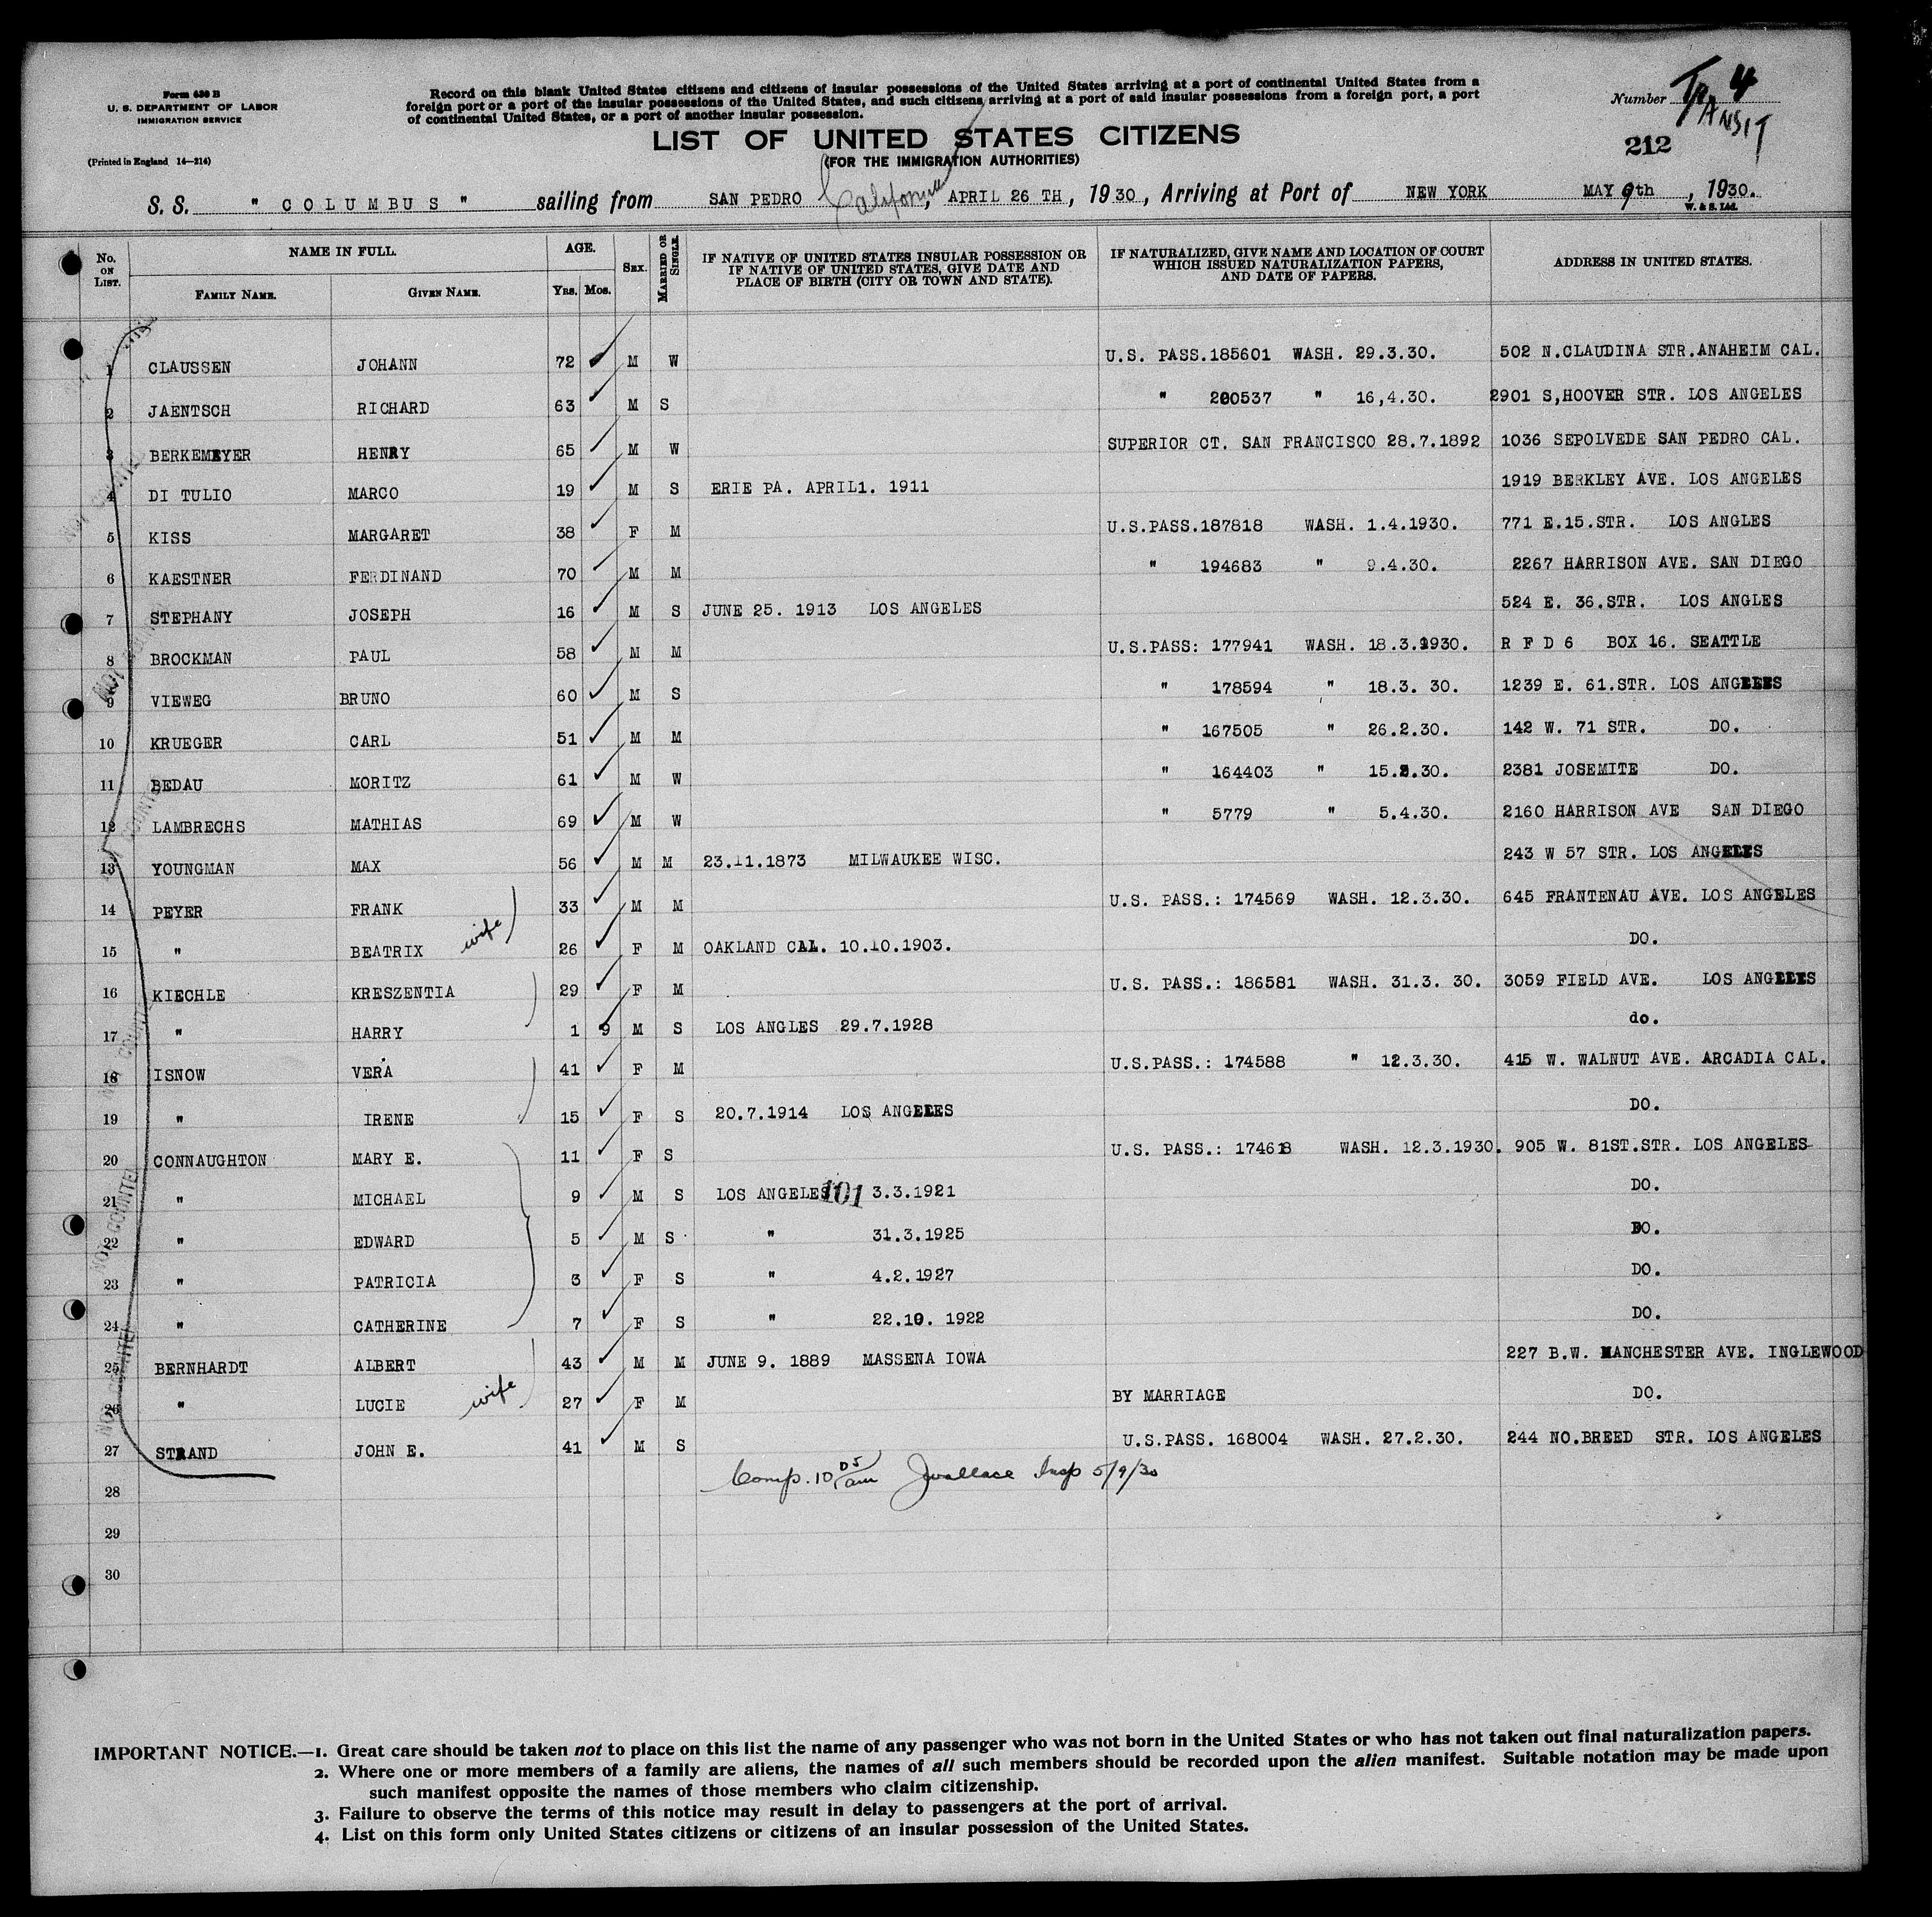 Form 630 B
U. S. DEPARTMENT OF LABOR
IMMIGRATION SERVICE
(Printed in England 14—214)
Record on this blank United States citizens and citizens of insular possessions of the United States arriving at a port of continental United States from a
foreign port or a port of the insular possessions of the United States, and such citizens arriving at a port of said insular possessions from a foreign port, a port
of continental United States, or a port of another insular possession.
Number 4
TRANSIT
212
LIST OF UNITED STATES CITIZENS
(FOR THE IMMIGRATION AUTHORITIES)
S. S. " COLUMBUS " sailing from SAN PEDRO California, APRIL 26 TH, 1930, Arriving at Port of NEW YORK MAY 9th, 1930.
W. & S. Ltd.
No. ON LIST. NAME IN FULL. FAMILY NAME. GIVEN NAME. AGE. YRS. MOS. SEX. MARRIED OR SINGLE. IF NATIVE OF UNITED STATES INSULAR POSSESSION OR IF NATIVE OF UNITED STATES, GIVE DATE AND PLACE OF BIRTH (CITY OR TOWN AND STATE). IF NATURALIZED, GIVE NAME AND LOCATION OF COURT WHICH ISSUED NATURALIZATION PAPERS, AND DATE OF PAPERS. ADDRESS IN UNITED STATES.
1 CLAUSSEN JOHANN 72 M W U.S. PASS.185601 WASH. 29.3.30. 502 N.CLAUDINA STR.ANAHEIM CAL.
2 JAENTSCH RICHARD 63 M S " 200537 " 16,4.30. 2901 S,HOOVER STR. LOS ANGELES
3 BERKEMEYER HENRY 65 M W SUPERIOR CT. SAN FRANCISCO 28.7.1892 1036 SEPOLVEDE SAN PEDRO CAL.
4 DI TULIO MARCO 19 M S ERIE PA. APRIL1. 1911 1919 BERKLEY AVE. LOS ANGELES
5 KISS MARGARET 38 F M U.S.PASS.187818 WASH. 1.4.1930. 771 E.15.STR. LOS ANGLES
6 KAESTNER FERDINAND 70 M M " 194683 " 9.4.30. 2267 HARRISON AVE. SAN DIEGO
7 STEPHANY JOSEPH 16 M S JUNE 25. 1913 LOS ANGELES 524 E. 36.STR. LOS ANGLES
8 BROCKMAN PAUL 58 M M U.S.PASS: 177941 WASH. 18.3.1930. R F D 6 BOX 16. SEATTLE
9 VIEWEG BRUNO 60 M S " 178594 " 18.3. 30. 1239 E. 61.STR. LOS ANGELES
10 KRUEGER CARL 51 M M " 167505 " 26.2.30. 142 W. 71 STR. DO.
11 BEDAU MORITZ 61 M W " 164403 " 15.2.30. 2381 JOSEMITE DO.
12 LAMBRECHS MATHIAS 69 M W " 5779 " 5.4.30. 2160 HARRISON AVE SAN DIEGO
13 YOUNGMAN MAX 56 M M 23.11.1873 MILWAUKEE WISC. 243 W 57 STR. LOS ANGELES
14 PEYER FRANK 33 M M U.S. PASS.: 174569 WASH. 12.3.30. 645 FRANTENAU AVE. LOS ANGELES
15 " BEATRIX wife 26 F M OAKLAND CAL. 10.10.1903. DO.
16 KIECHLE KRESZENTIA 29 F M U.S. PASS.: 186581 WASH. 31.3. 30. 3059 FIELD AVE. LOS ANGELES
17 " HARRY 1 9 M S LOS ANGLES 29.7.1928 do.
18 ISNOW VERA 41 F M U.S.PASS.: 174588 " 12.3.30. 415 W. WALNUT AVE. ARCADIA CAL.
19 " IRENE 15 F S 20.7.1914 LOS ANGELES DO.
20 CONNAUGHTON MARY E. 11 F S U.S. PASS.: 174618 WASH. 12.3.1930. 905 W. 81ST.STR. LOS ANGELES
21 " MICHAEL 9 M S LOS ANGELES 101 3.3.1921 DO.
22 " EDWARD 5 M S " 31.3.1925 DO.
23 " PATRICIA 3 F S " 4.2.1927 DO.
24 " CATHERINE 7 F S " 22.10. 1922 DO.
25 BERNHARDT ALBERT 43 M M JUNE 9. 1889 MASSENA IOWA 227 B.W. MANCHESTER AVE. INGLEWOOD
26 " LUCIE wife 27 F M BY MARRIAGE DO.
27 STRAND JOHN E. 41 M S U.S.PASS. 168004 WASH. 27.2.30. 244 NO.BREED STR. LOS ANGELES
Comp. 10 05 am JWallace Insp 5/9/30
28
29
30
NOT COUNTED
IMPORTANT NOTICE.—1. Great care should be taken not to place on this list the name of any passenger who was not born in the United States or who has not taken out final naturalization papers.
2. Where one or more members of a family are aliens, the names of all such members should be recorded upon the alien manifest. Suitable notation may be made upon
such manifest opposite the names of those members who claim citizenship.
3. Failure to observe the terms of this notice may result in delay to passengers at the port of arrival.
4. List on this form only United States citizens or citizens of an insular possession of the United States.